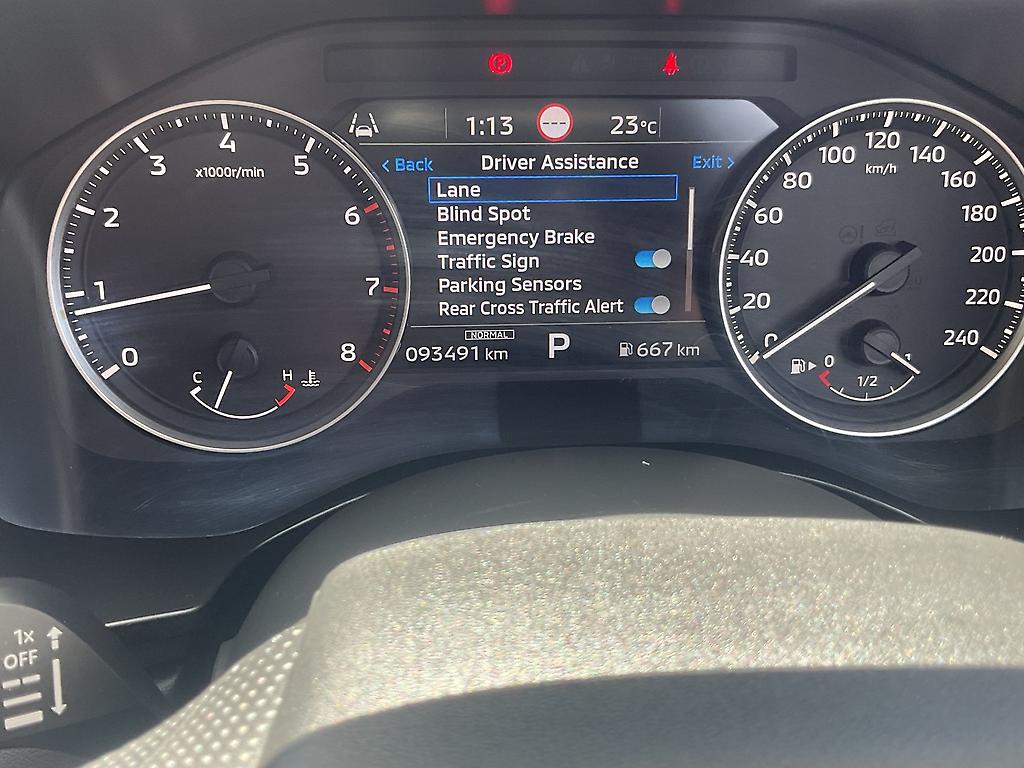 1:13 --- 23°C
< Back Driver Assistance Exit >
Lane
Blind Spot
Emergency Brake
Traffic Sign
Parking Sensors
Rear Cross Traffic Alert
NORMAL
093491 km P 667 km
0 1 2 3 4 5 6 7 8
x1000r/min
C H
0 20 40 60 80 100 120 140 160 180 200 220 240
km/h
0 1/2 1
P
1x
OFF